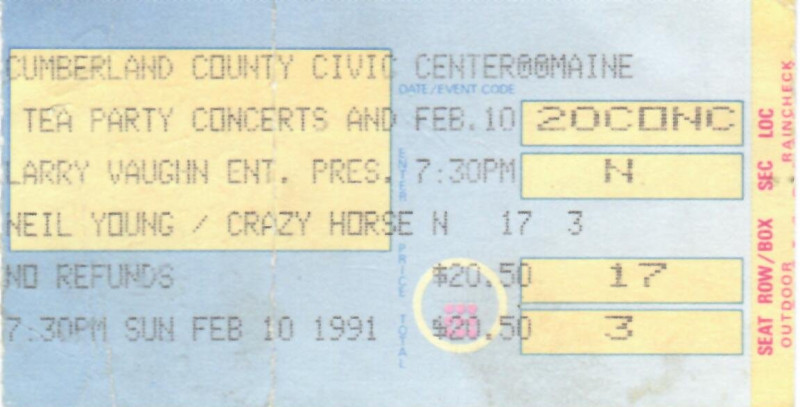 CUMBERLAND COUNTY CIVIC CENTER@@MAINE
DATE/EVENT CODE
TEA PARTY CONCERTS AND FEB.10 20CONC
LARRY VAUGHN ENT. PRES. 7:30PM N
ENTER
NEIL YOUNG / CRAZY HORSE N 17 3
PRICE TOTAL
NO REFUNDS $20.50 17
7:30PM SUN FEB 10 1991 $20.50 3
SEAT ROW/BOX SEC LOC
OUTDOOR RAINCHECK